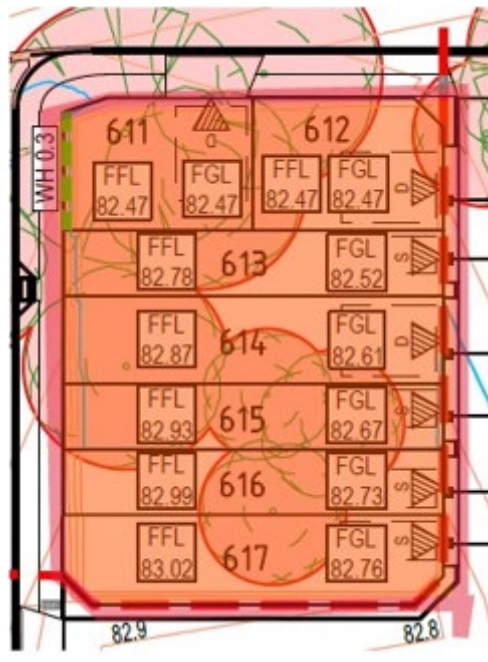 611
612
FFL
82.47
FGL
82.47
D
FFL
82.47
FGL
82.47
D
WH 0.3
FFL
82.78
613
FGL
82.52
S
FFL
82.87
614
FGL
82.61
D
FFL
82.93
615
FGL
82.67
S
FFL
82.99
616
FGL
82.73
S
FFL
83.02
617
FGL
82.76
S
82.9
82.8